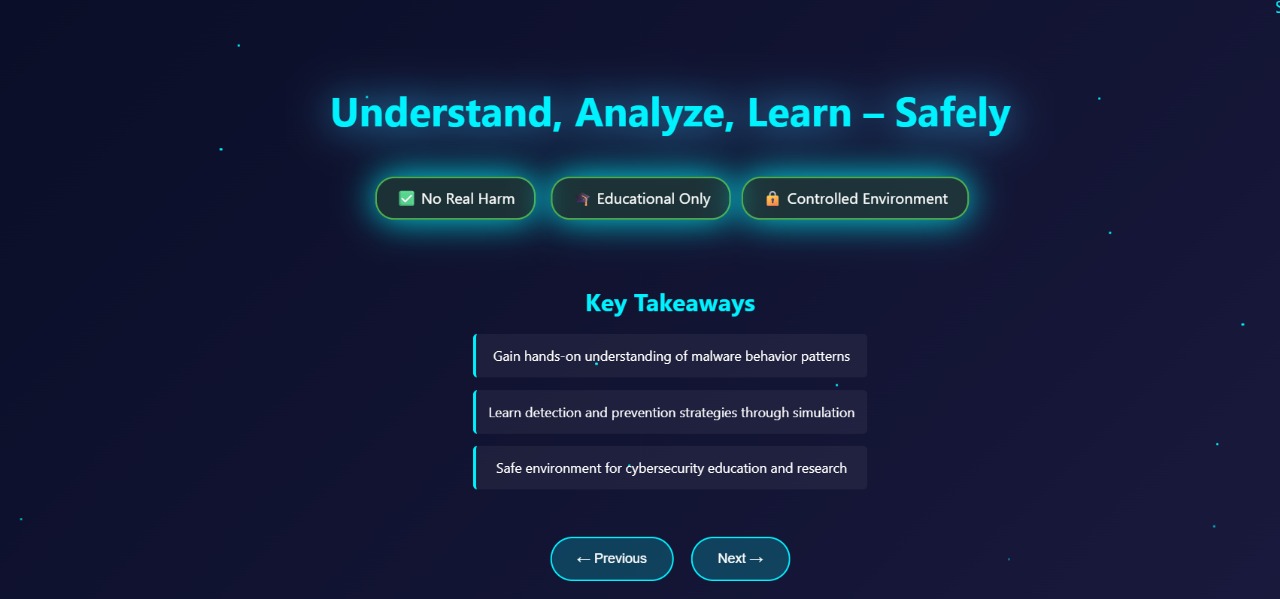 S
Understand, Analyze, Learn – Safely
✅ No Real Harm
🎓 Educational Only
🔒 Controlled Environment
Key Takeaways
Gain hands-on understanding of malware behavior patterns
Learn detection and prevention strategies through simulation
Safe environment for cybersecurity education and research
← Previous
Next →